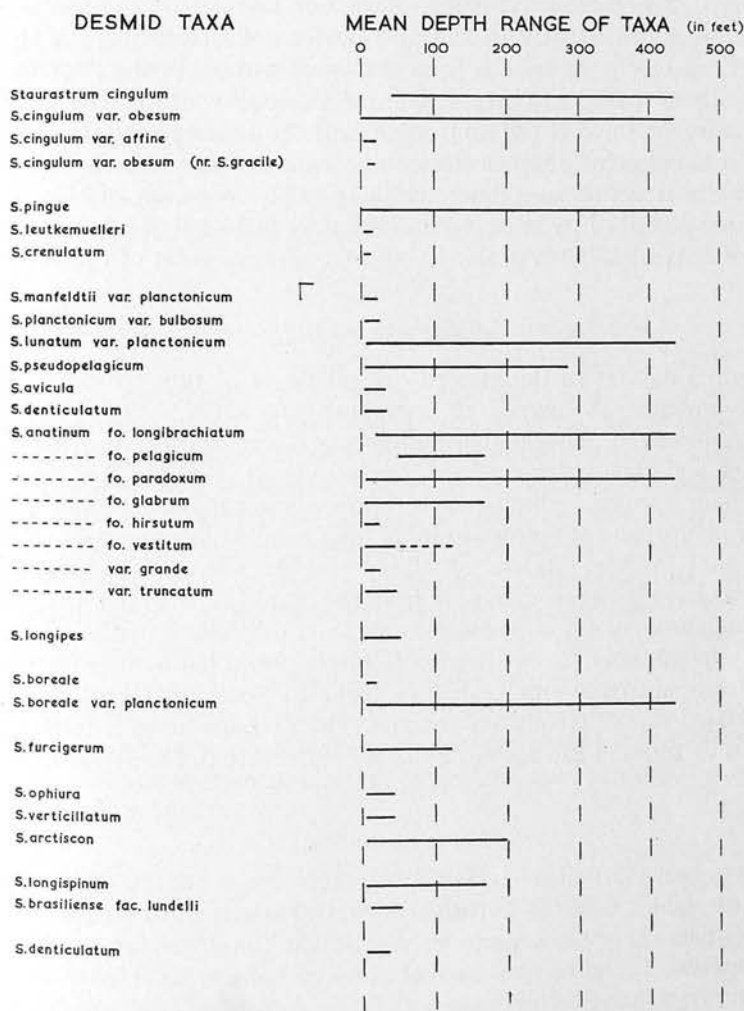 DESMID TAXA MEAN DEPTH RANGE OF TAXA (in feet)
0 100 200 300 400 500
Staurastrum cingulum
S.cingulum var. obesum
S.cingulum var. affine
S.cingulum var. obesum (nr. S.gracile)
S.pingue
S.leutkemuelleri
S.crenulatum
S.manfeldtii var. planctonicum
S.planctonicum var. bulbosum
S.lunatum var. planctonicum
S.pseudopelagicum
S.avicula
S.denticulatum
S.anatinum fo. longibrachiatum
-------- fo. pelagicum
-------- fo. paradoxum
-------- fo. glabrum
-------- fo. hirsutum
-------- fo. vestitum
-------- var. grande
-------- var. truncatum
S.longipes
S.boreale
S.boreale var. planctonicum
S.furcigerum
S.ophiura
S.verticillatum
S.arctiscon
S.longispinum
S.brasiliense fac. lundelli
S.denticulatum